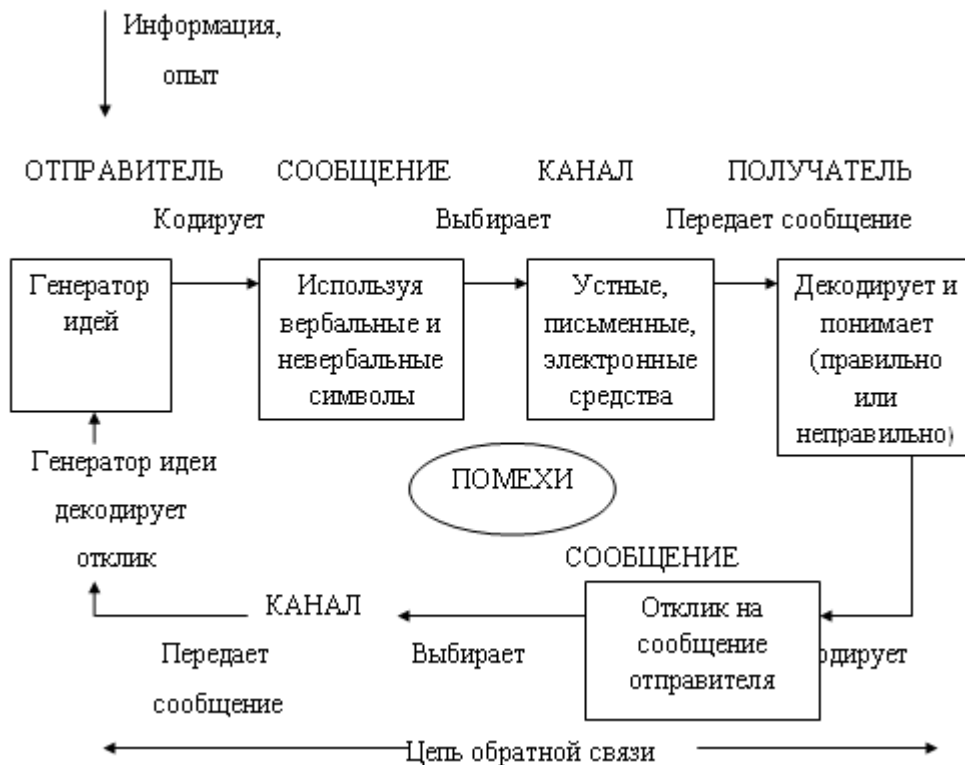 Информация,
опыт
ОТПРАВИТЕЛЬ СООБЩЕНИЕ КАНАЛ ПОЛУЧАТЕЛЬ
Кодирует Выбирает Передает сообщение
Генератор
идей
Используя
вербальные и
невербальные
символы
Устные,
письменные,
электронные
средства
Декодирует и
понимает
(правильно
или
неправильно)
Генератор идеи
декодирует
отклик
ПОМЕХИ
СООБЩЕНИЕ
КАНАЛ
Отклик на
сообщение
отправителя
Передает
сообщение
Выбирает
одирует
Цепь обратной связи